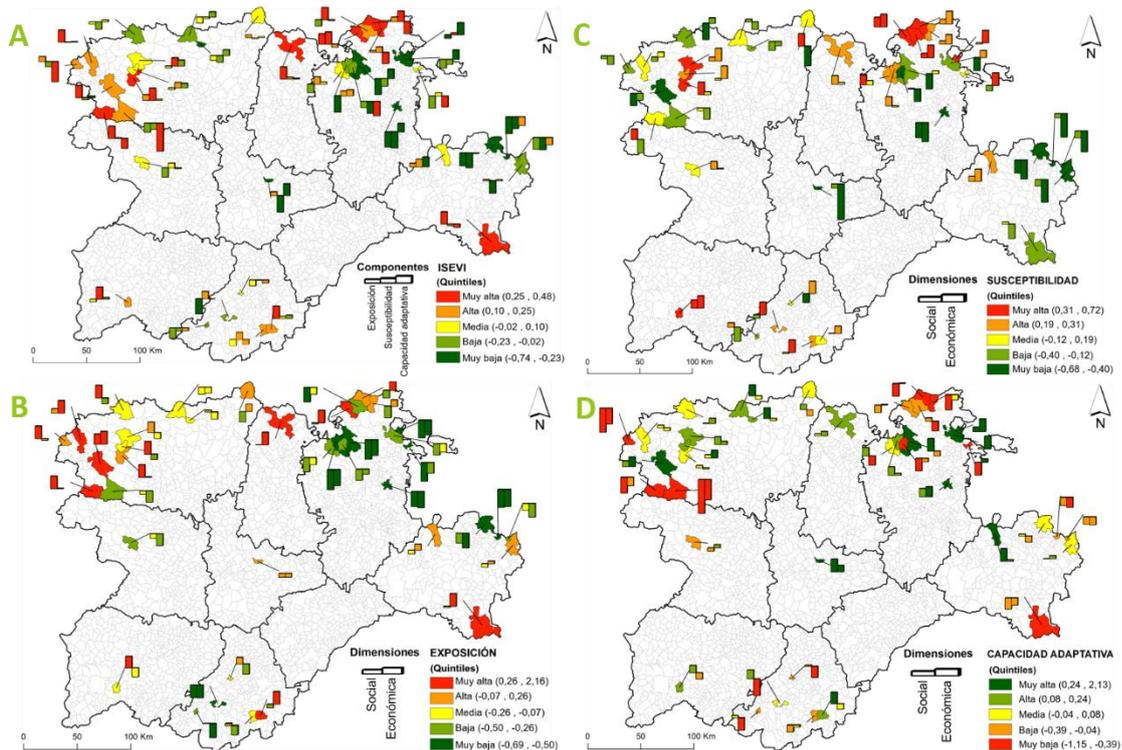 A
N
Componentes
Exposición
Susceptibilidad
Capacidad adaptativa
ISEVI
(Quintiles)
Muy alta (0,25 , 0,48)
Alta (0,10 , 0,25)
Media (-0,02 , 0,10)
Baja (-0,23 , -0,02)
Muy baja (-0,74 , -0,23)
0 50 100 Km
C
N
Dimensiones
Social
Económica
SUSCEPTIBILIDAD
(Quintiles)
Muy alta (0,31 , 0,72)
Alta (0,19 , 0,31)
Media (-0,12 , 0,19)
Baja (-0,40 , -0,12)
Muy baja (-0,68 , -0,40)
0 50 100 Km
B
N
Dimensiones
Social
Económica
EXPOSICIÓN
(Quintiles)
Muy alta (0,26 , 2,16)
Alta (-0,07 , 0,26)
Media (-0,26 , -0,07)
Baja (-0,50 , -0,26)
Muy baja (-0,69 , -0,50)
0 50 100 Km
D
N
Dimensiones
Social
Económica
CAPACIDAD ADAPTATIVA
(Quintiles)
Muy alta (0,24 , 2,13)
Alta (0,08 , 0,24)
Media (-0,04 , 0,08)
Baja (-0,39 , -0,04)
Muy baja (-1,15 , -0,39)
0 50 100 Km